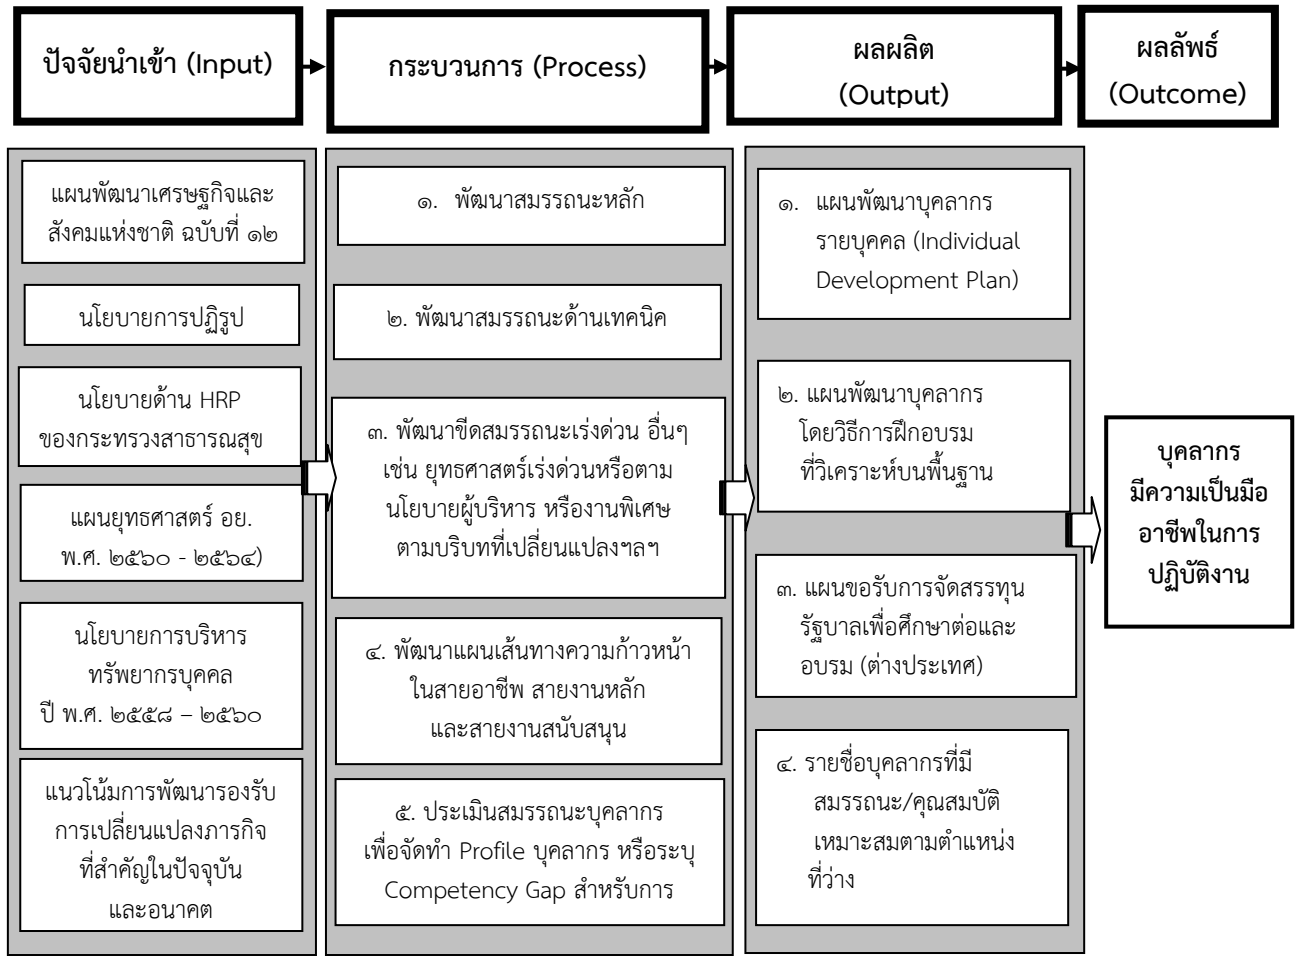 ปัจจัยนำเข้า (Input)
กระบวนการ (Process)
ผลผลิต
(Output)
ผลลัพธ์
(Outcome)
แผนพัฒนาเศรษฐกิจและ
สังคมแห่งชาติ ฉบับที่ ๑๒
นโยบายการปฏิรูป
นโยบายด้าน HRP
ของกระทรวงสาธารณสุข
แผนยุทธศาสตร์ อย.
พ.ศ. ๒๕๖๐ - ๒๕๖๔)
นโยบายการบริหาร
ทรัพยากรบุคคล
ปี พ.ศ. ๒๕๕๘ – ๒๕๖๐
แนวโน้มการพัฒนารองรับ
การเปลี่ยนแปลงภารกิจ
ที่สำคัญในปัจจุบัน
และอนาคต
๑. พัฒนาสมรรถนะหลัก
๒. พัฒนาสมรรถนะด้านเทคนิค
๓. พัฒนาขีดสมรรถนะเร่งด่วน อื่นๆ
เช่น ยุทธศาสตร์เร่งด่วนหรือตาม
นโยบายผู้บริหาร หรืองานพิเศษ
ตามบริบทที่เปลี่ยนแปลงฯลฯ
๔. พัฒนาแผนเส้นทางความก้าวหน้า
ในสายอาชีพ สายงานหลัก
และสายงานสนับสนุน
๕. ประเมินสมรรถนะบุคลากร
เพื่อจัดทำ Profile บุคลากร หรือระบุ
Competency Gap สำหรับการ
๑. แผนพัฒนาบุคลากร
รายบุคคล (Individual
Development Plan)
๒. แผนพัฒนาบุคลากร
โดยวิธีการฝึกอบรม
ที่วิเคราะห์บนพื้นฐาน
๓. แผนขอรับการจัดสรรทุน
รัฐบาลเพื่อศึกษาต่อและ
อบรม (ต่างประเทศ)
๔. รายชื่อบุคลากรที่มี
สมรรถนะ/คุณสมบัติ
เหมาะสมตามตำแหน่ง
ที่ว่าง
บุคลากร
มีความเป็นมือ
อาชีพในการ
ปฏิบัติงาน